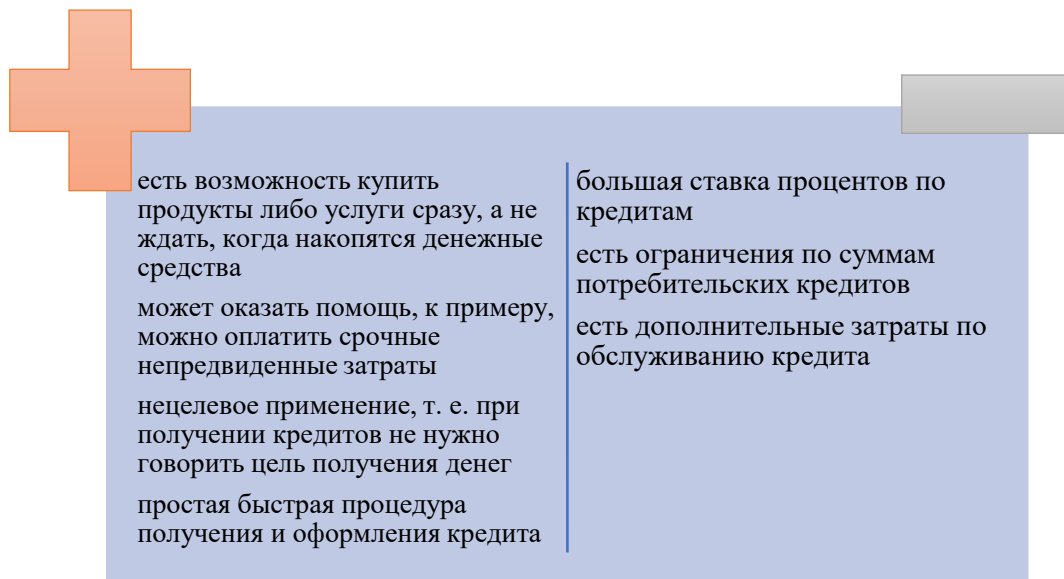 есть возможность купить
продукты либо услуги сразу, а не
ждать, когда накопятся денежные
средства
может оказать помощь, к примеру,
можно оплатить срочные
непредвиденные затраты
нецелевое применение, т. е. при
получении кредитов не нужно
говорить цель получения денег
простая быстрая процедура
получения и оформления кредита
большая ставка процентов по
кредитам
есть ограничения по суммам
потребительских кредитов
есть дополнительные затраты по
обслуживанию кредита